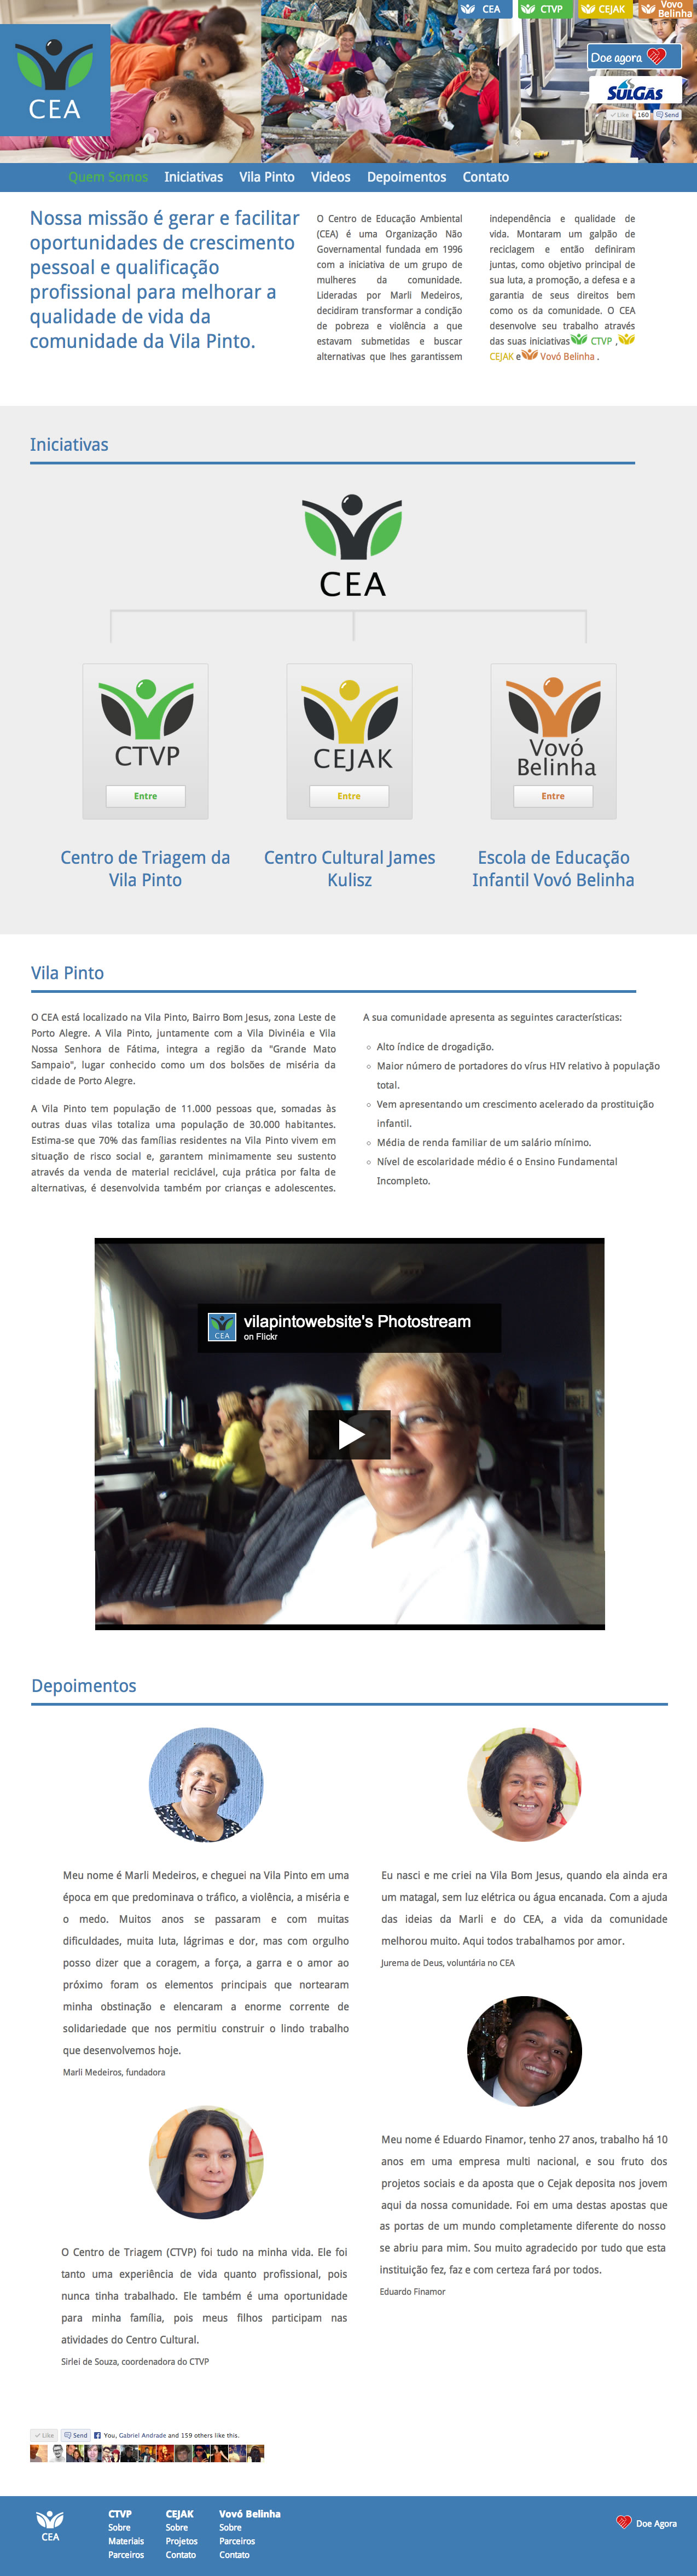 CEA
CTVP
CEJAK
Vovo
Belinha
CEA
Doe agora
SULGÁS
Like 160 Send
Quem Somos Iniciativas Vila Pinto Videos Depoimentos Contato
Nossa missão é gerar e facilitar
oportunidades de crescimento
pessoal e qualificação
profissional para melhorar a
qualidade de vida da
comunidade da Vila Pinto.
O Centro de Educação Ambiental
(CEA) é uma Organização Não
Governamental fundada em 1996
com a iniciativa de um grupo de
mulheres da comunidade.
Lideradas por Marli Medeiros,
decidiram transformar a condição
de pobreza e violência a que
estavam submetidas e buscar
alternativas que lhes garantissem
independência e qualidade de
vida. Montaram um galpão de
reciclagem e então definiram
juntas, como objetivo principal de
sua luta, a promoção, a defesa e a
garantia de seus direitos bem
como os da comunidade. O CEA
desenvolve seu trabalho através
das suas iniciativas CTVP ,
CEJAK e Vovó Belinha .
Iniciativas
CEA
CTVP
Entre
CEJAK
Entre
Vovó
Belinha
Entre
Centro de Triagem da
Vila Pinto
Centro Cultural James
Kulisz
Escola de Educação
Infantil Vovó Belinha
Vila Pinto
O CEA está localizado na Vila Pinto, Bairro Bom Jesus, zona Leste de
Porto Alegre. A Vila Pinto, juntamente com a Vila Divinéia e Vila
Nossa Senhora de Fátima, integra a região da "Grande Mato
Sampaio", lugar conhecido como um dos bolsões de miséria da
cidade de Porto Alegre.
A Vila Pinto tem população de 11.000 pessoas que, somadas às
outras duas vilas totaliza uma população de 30.000 habitantes.
Estima-se que 70% das famílias residentes na Vila Pinto vivem em
situação de risco social e, garantem minimamente seu sustento
através da venda de material reciclável, cuja prática por falta de
alternativas, é desenvolvida também por crianças e adolescentes.
A sua comunidade apresenta as seguintes características:
Alto índice de drogadição.
Maior número de portadores do vírus HIV relativo à população
total.
Vem apresentando um crescimento acelerado da prostituição
infantil.
Média de renda familiar de um salário mínimo.
Nível de escolaridade médio é o Ensino Fundamental
Incompleto.
CEA
vilapintowebsite's Photostream
on Flickr
Depoimentos
Meu nome é Marli Medeiros, e cheguei na Vila Pinto em uma
época em que predominava o tráfico, a violência, a miséria e
o medo. Muitos anos se passaram e com muitas
dificuldades, muita luta, lágrimas e dor, mas com orgulho
posso dizer que a coragem, a força, a garra e o amor ao
próximo foram os elementos principais que nortearam
minha obstinação e elencaram a enorme corrente de
solidariedade que nos permitiu construir o lindo trabalho
que desenvolvemos hoje.
Marli Medeiros, fundadora
O Centro de Triagem (CTVP) foi tudo na minha vida. Ele foi
tanto uma experiência de vida quanto profissional, pois
nunca tinha trabalhado. Ele também é uma oportunidade
para minha família, pois meus filhos participam nas
atividades do Centro Cultural.
Sirlei de Souza, coordenadora do CTVP
Eu nasci e me criei na Vila Bom Jesus, quando ela ainda era
um matagal, sem luz elétrica ou água encanada. Com a ajuda
das ideias da Marli e do CEA, a vida da comunidade
melhorou muito. Aqui todos trabalhamos por amor.
Jurema de Deus, voluntária no CEA
Meu nome é Eduardo Finamor, tenho 27 anos, trabalho há 10
anos em uma empresa multi nacional, e sou fruto dos
projetos sociais e da aposta que o Cejak deposita nos jovem
aqui da nossa comunidade. Foi em uma destas apostas que
as portas de um mundo completamente diferente do nosso
se abriu para mim. Sou muito agradecido por tudo que esta
instituição fez, faz e com certeza fará por todos.
Eduardo Finamor
Like Send You, Gabriel Andrade and 159 others like this.
CEA
CTVP
Sobre
Materiais
Parceiros
CEJAK
Sobre
Projetos
Contato
Vovó Belinha
Sobre
Parceiros
Contato
Doe Agora